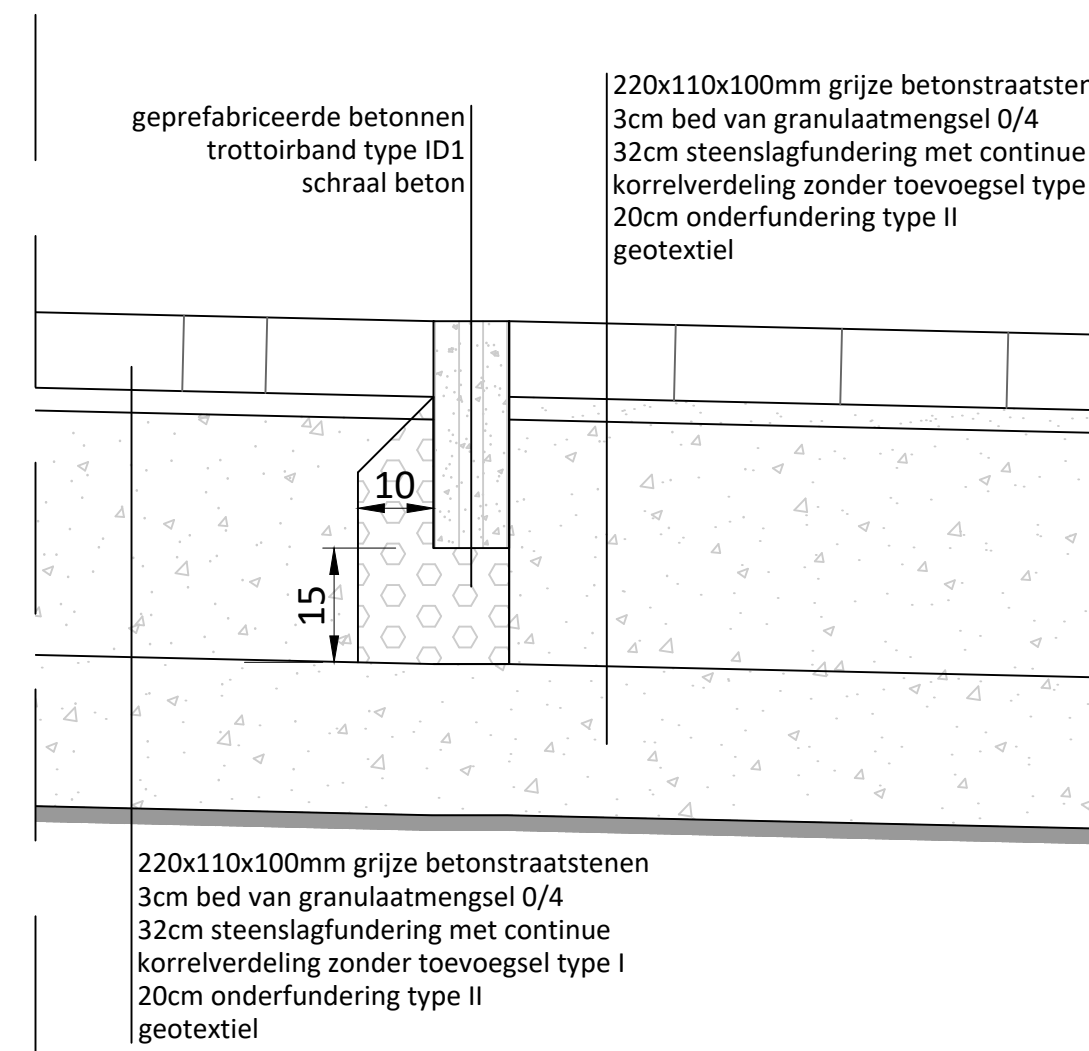 geprefabriceerde betonnen
trottoirband type ID1
schraal beton
220x110x100mm grijze
3cm bed van granulaatmengsel 0/4
32cm steenslagfundering met continue
korrelverdeling zonder toevoegsel type
20cm onderfundering type II
geotextiel
10
15
220x110x100mm grijze betonstraatstenen
3cm bed van granulaatmengsel 0/4
32cm steenslagfundering met continue
korrelverdeling zonder toevoegsel type I
20cm onderfundering type II
geotextiel